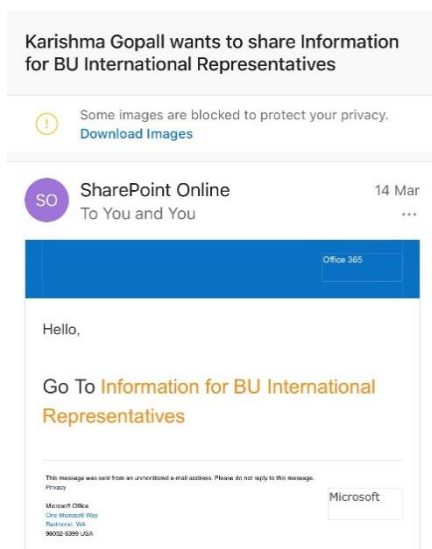 Karishma Gopall wants to share Information
for BU International Representatives
Some images are blocked to protect your privacy.
Download Images
SO
SharePoint Online
14 Mar
To You and You
...
Office 365
Hello,
Go To Information for BU International
Representatives
This message was sent from an unmonitored e-mail address. Please do not reply to this message.
Privacy
Microsoft Office
One Microsoft Way
Redmond, WA
98052-6399 USA
Microsoft